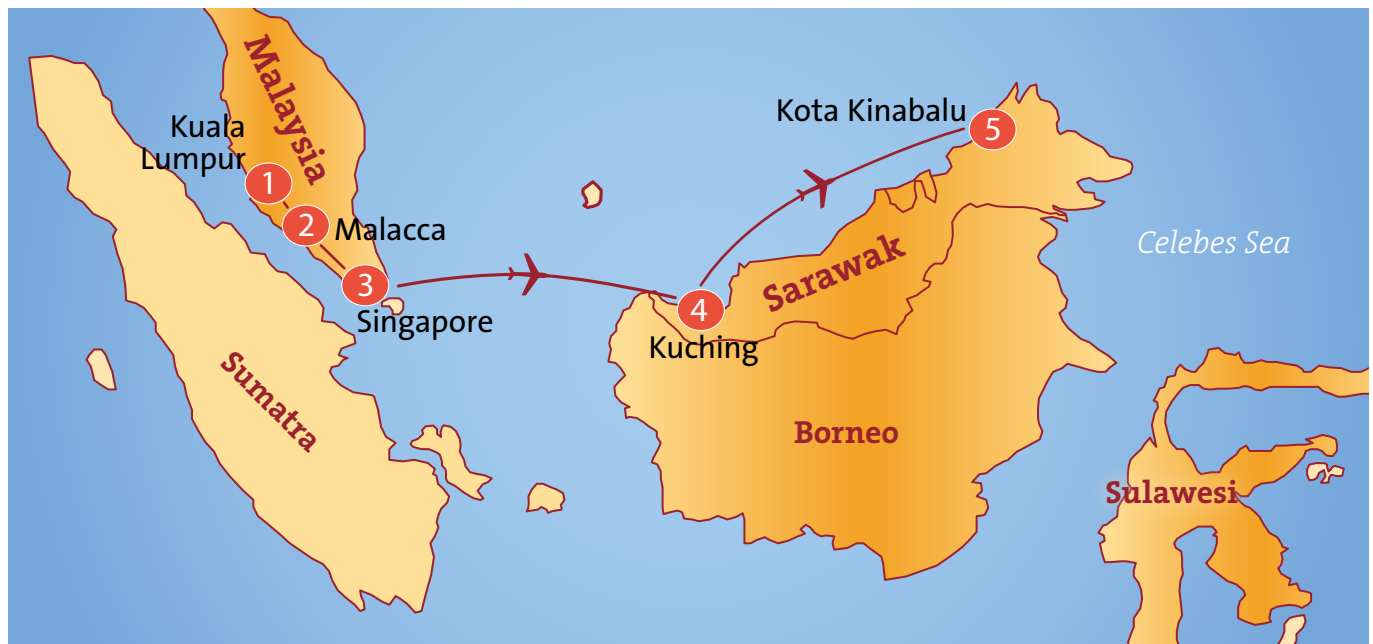 Malaysia
Kuala
Lumpur
1
2
Malacca
3
Singapore
Sumatra
Kota Kinabalu
5
Celebes Sea
Sarawak
4
Kuching
Borneo
Sulawesi